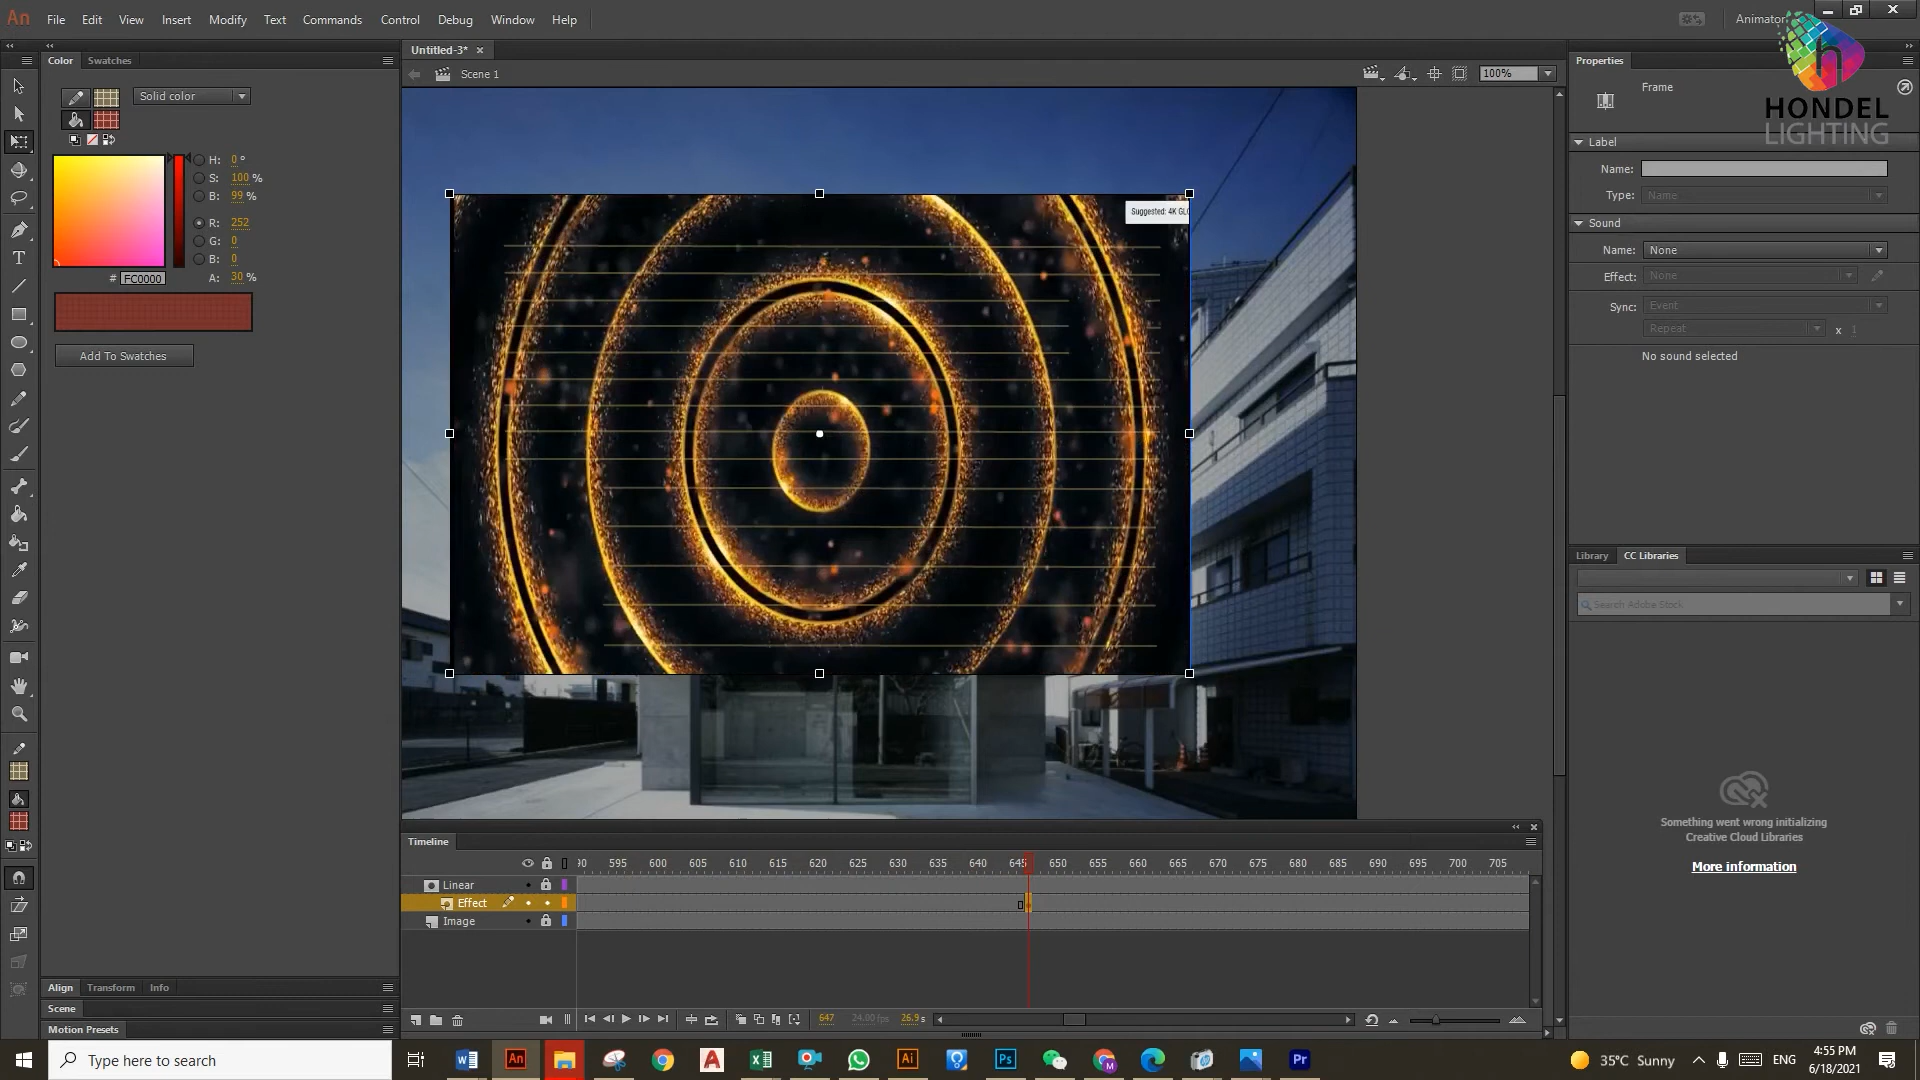 An File Edit View Insert Modify Text Commands Control Debug Window Help
Animator
HONDEL
LIGHTING
Color Swatches
Untitled-3*
Properties
Scene 1
100%
Frame
Solid color
Label
Name:
Type: Name
Sound
Name: None
Effect: None
Sync: Event
Repeat x 1
No sound selected
H: 0 °
S: 100 %
B: 99 %
R: 252
G: 0
B: 0
# FC0000 A: 30 %
Add To Swatches
Suggested: 4K GL
Library CC Libraries
Search Adobe Stock
Something went wrong initializing
Creative Cloud Libraries
More information
Timeline
90 595 600 605 610 615 620 625 630 635 640 645 650 655 660 665 670 675 680 685 690 695 700 705
Linear
Effect
Image
Align Transform Info
Scene
Motion Presets
647 24.00 fps 26.9 s
Type here to search
35°C Sunny
ENG
4:55 PM
6/18/2021